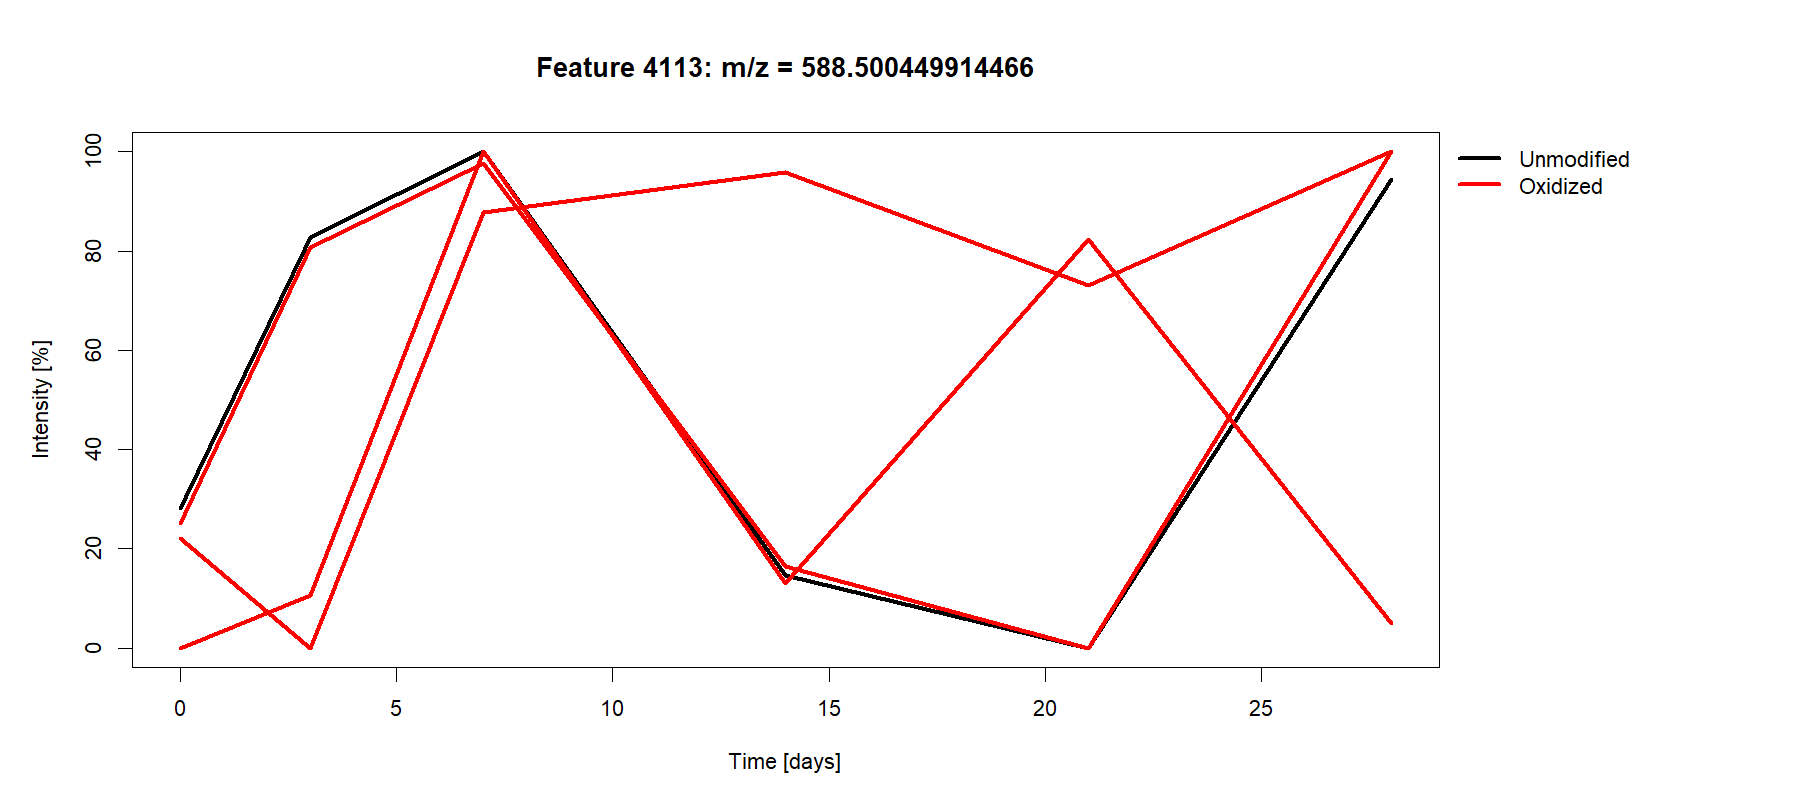 Feature 4113: m/z = 588.500449914466
100
80
60
40
20
0
Intensity [%]
0 5 10 15 20 25
Time [days]
Unmodified
Oxidized